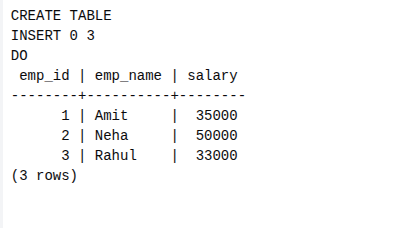 CREATE TABLE
INSERT 0 3
DO
 emp_id | emp_name | salary
--------+----------+--------
      1 | Amit     |  35000
      2 | Neha     |  50000
      3 | Rahul    |  33000
(3 rows)